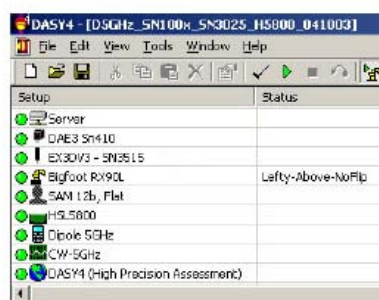 DASY4 - [D5GHz_SN100x_SN3025_H5800_041003]
File Edit View Tools Window Help
Setup Status
Server
DAE3 Sn410
EX3DV3 - SN3515
Bigfoot RX90L Lefty-Above-NoFlip
SAM 12b, Flat
HSL5800
Dipole 5GHz
CW-5GHz
DASY4 (High Precision Assessment)